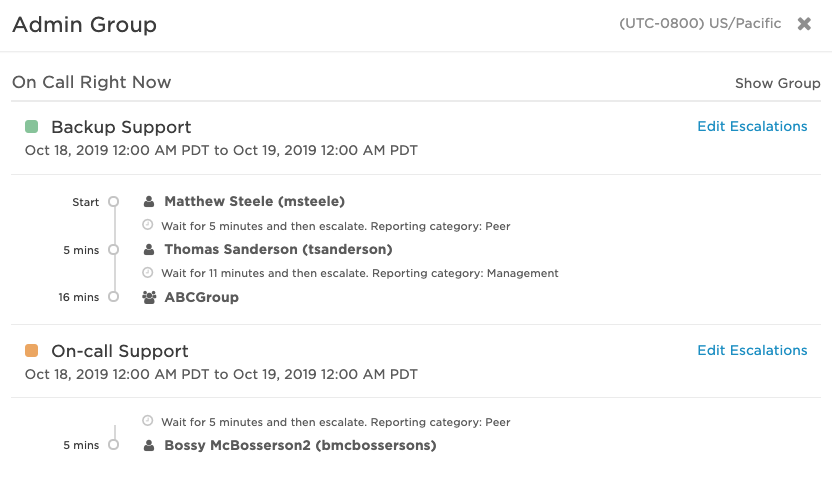 Admin Group
(UTC-0800) US/Pacific
On Call Right Now
Show Group
Backup Support
Edit Escalations
Oct 18, 2019 12:00 AM PDT to Oct 19, 2019 12:00 AM PDT
Start
Matthew Steele (msteele)
Wait for 5 minutes and then escalate. Reporting category: Peer
5 mins
Thomas Sanderson (tsanderson)
Wait for 11 minutes and then escalate. Reporting category: Management
16 mins
ABCGroup
On-call Support
Edit Escalations
Oct 18, 2019 12:00 AM PDT to Oct 19, 2019 12:00 AM PDT
Wait for 5 minutes and then escalate. Reporting category: Peer
5 mins
Bossy McBosserson2 (bmcbossersons)